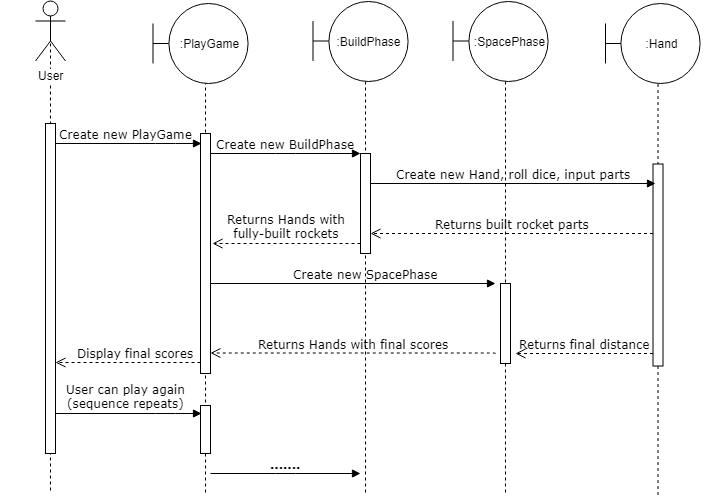 :PlayGame
:BuildPhase
:SpacePhase
:Hand
User
Create new PlayGame
Create new BuildPhase
Create new Hand, roll dice, input parts
Returns Hands with
fully-built rockets
Returns built rocket parts
Create new SpacePhase
Display final scores
Returns Hands with final scores
Returns final distance
User can play again
(sequence repeats)
.......